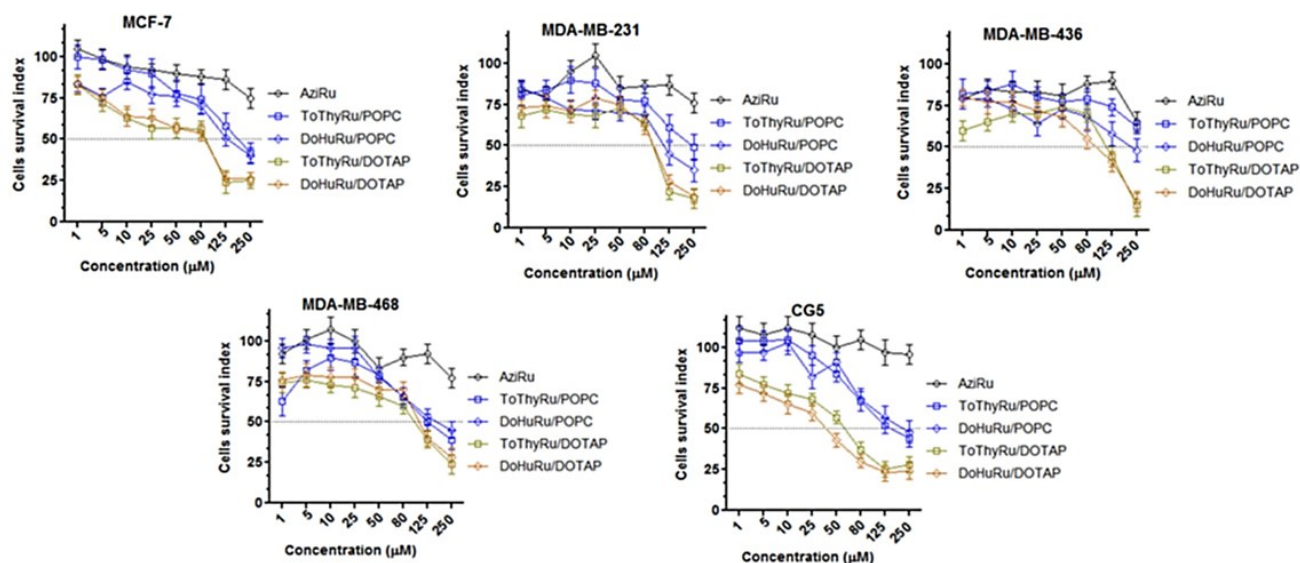 MCF-7
Cells survival index
100
75
50
25
0
1 5 10 25 50 80 125 250
Concentration (μM)
AziRu
ToThyRu/POPC
DoHuRu/POPC
ToThyRu/DOTAP
DoHuRu/DOTAP
MDA-MB-231
Cells survival index
100
75
50
25
0
1 5 10 25 50 80 125 250
Concentration (μM)
AziRu
ToThyRu/POPC
DoHuRu/POPC
ToThyRu/DOTAP
DoHuRu/DOTAP
MDA-MB-436
Cells survival index
100
75
50
25
0
1 5 10 25 50 80 125 250
Concentration (μM)
AziRu
ToThyRu/POPC
DoHuRu/POPC
ToThyRu/DOTAP
DoHuRu/DOTAP
MDA-MB-468
Cells survival index
100
75
50
25
0
1 5 10 25 50 80 125 250
Concentration (μM)
AziRu
ToThyRu/POPC
DoHuRu/POPC
ToThyRu/DOTAP
DoHuRu/DOTAP
CG5
Cells survival index
100
75
50
25
0
1 5 10 25 50 80 125 250
Concentration (μM)
AziRu
ToThyRu/POPC
DoHuRu/POPC
ToThyRu/DOTAP
DoHuRu/DOTAP